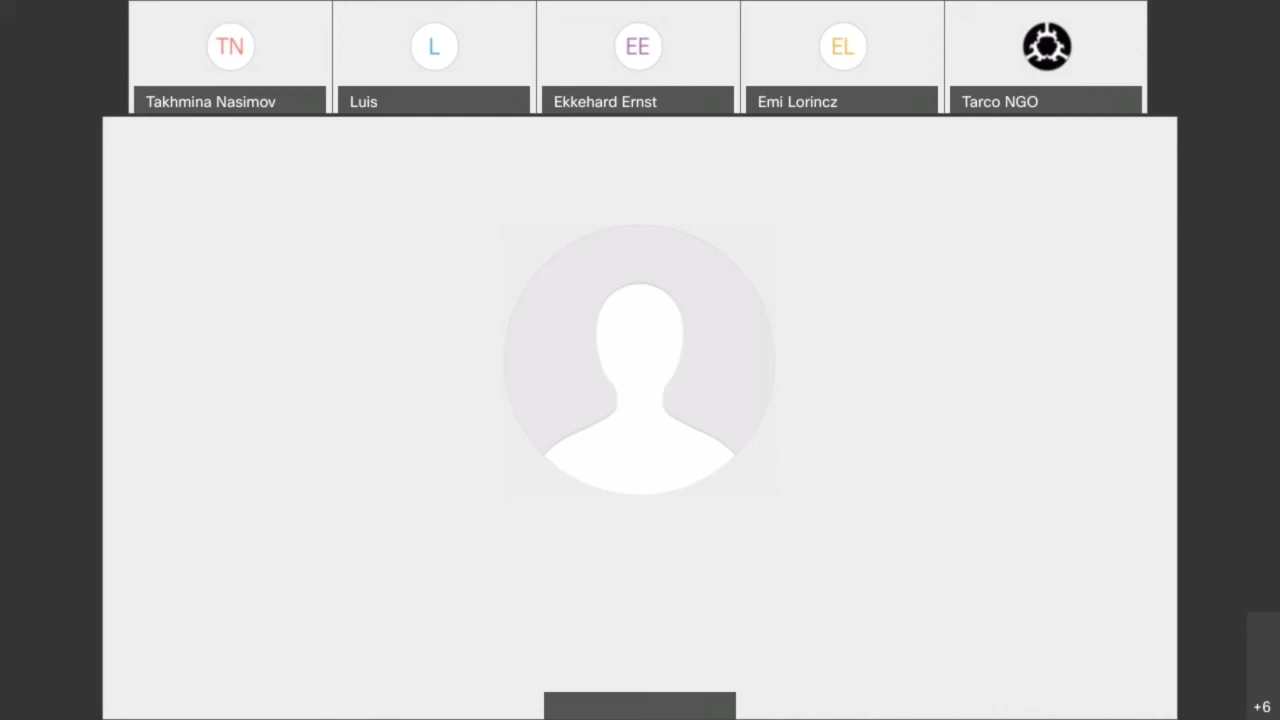 TN
L
EE
EL
Takhmina Nasimov
Luis
Ekkehard Ernst
Emi Lorincz
Tarco NGO
+6